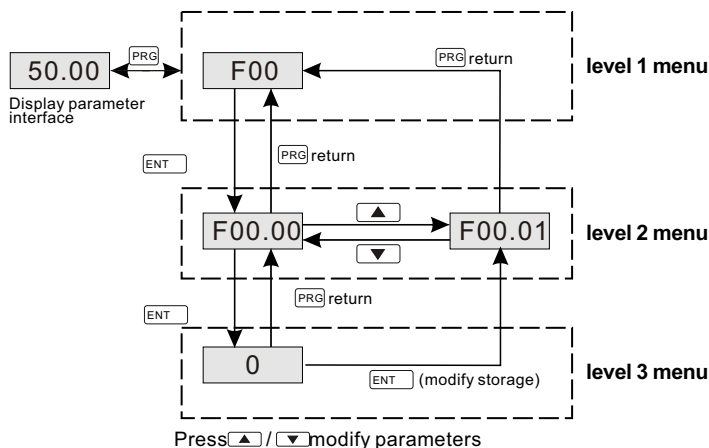 PRG
PRG return
50.00
F00
level 1 menu
Display parameter
interface
PRG return
ENT
F00.00
F00.01
level 2 menu
PRG return
ENT
0
ENT (modify storage)
level 3 menu
Press ▲ / ▼ modify parameters